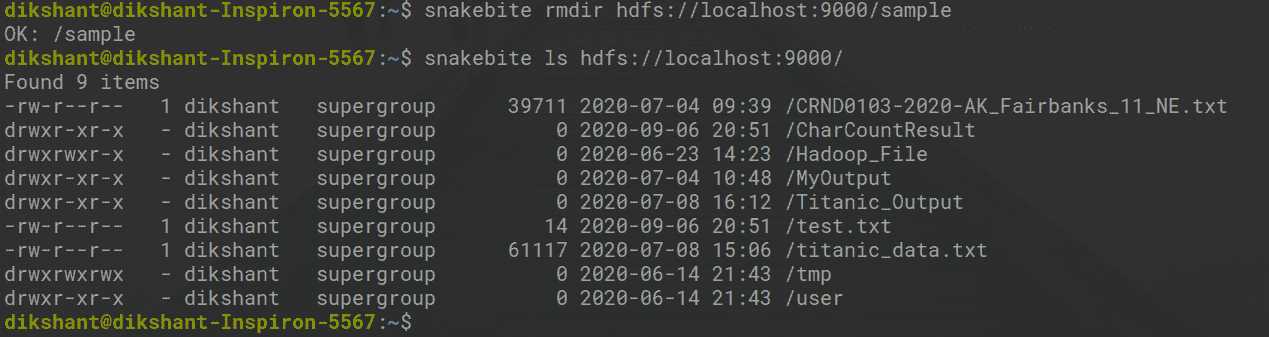 dikshant@dikshant-Inspiron-5567:~$ snakebite rmdir hdfs://localhost:9000/sample
OK: /sample
dikshant@dikshant-Inspiron-5567:~$ snakebite ls hdfs://localhost:9000/
Found 9 items
-rw-r--r--   1 dikshant   supergroup      39711 2020-07-04 09:39 /CRND0103-2020-AK_Fairbanks_11_NE.txt
drwxr-xr-x   - dikshant   supergroup          0 2020-09-06 20:51 /CharCountResult
drwxrwxr-x   - dikshant   supergroup          0 2020-06-23 14:23 /Hadoop_File
drwxr-xr-x   - dikshant   supergroup          0 2020-07-04 10:48 /MyOutput
drwxr-xr-x   - dikshant   supergroup          0 2020-07-08 16:12 /Titanic_Output
-rw-r--r--   1 dikshant   supergroup         14 2020-09-06 20:51 /test.txt
-rw-r--r--   1 dikshant   supergroup      61117 2020-07-08 15:06 /titanic_data.txt
drwxrwxrwx   - dikshant   supergroup          0 2020-06-14 21:43 /tmp
drwxr-xr-x   - dikshant   supergroup          0 2020-06-14 21:43 /user
dikshant@dikshant-Inspiron-5567:~$